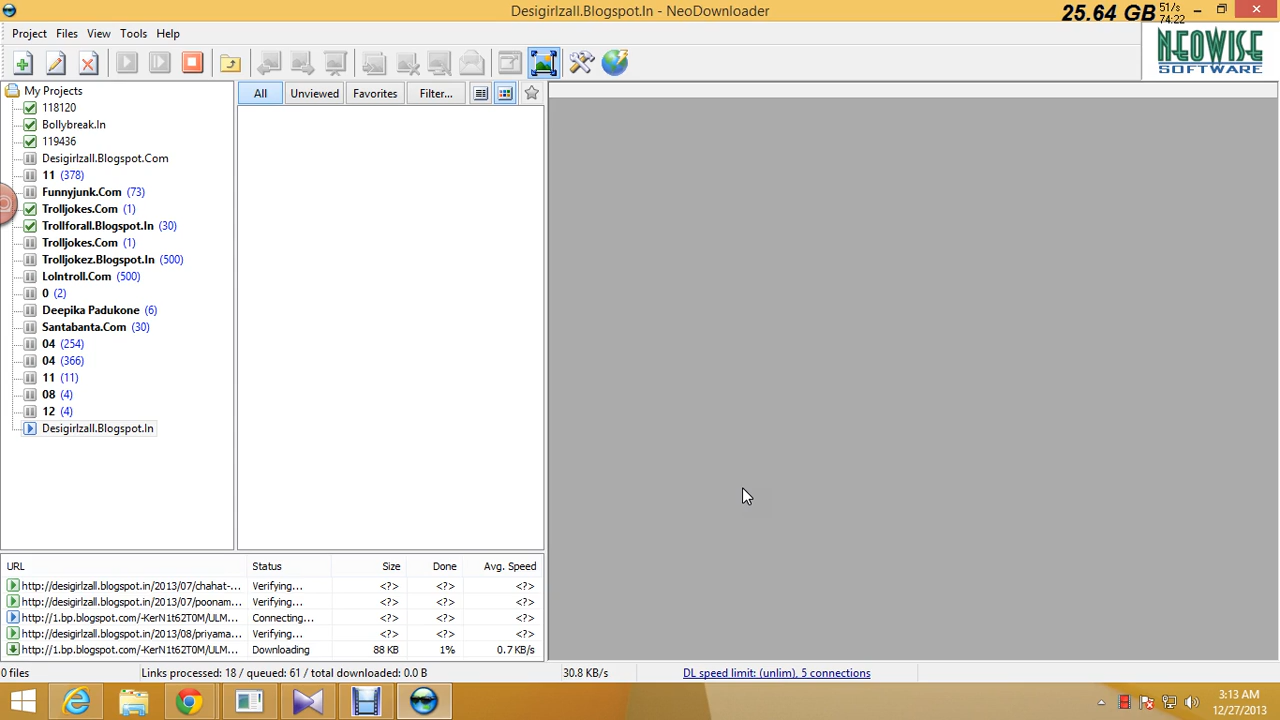 Desigirlzall.Blogspot.In - NeoDownloader
25.64 GB 51/s 74:22
Project Files View Tools Help
NEOWISE SOFTWARE
My Projects
118120
Bollybreak.In
119436
Desigirlzall.Blogspot.Com
11 (378)
Funnyjunk.Com (73)
Trolljokes.Com (1)
Trollforall.Blogspot.In (30)
Trolljokes.Com (1)
Trolljokez.Blogspot.In (500)
Lolntroll.Com (500)
0 (2)
Deepika Padukone (6)
Santabanta.Com (30)
04 (254)
04 (366)
11 (11)
08 (4)
12 (4)
Desigirlzall.Blogspot.In
All Unviewed Favorites Filter...
URL Status Size Done Avg. Speed
http://desigirlzall.blogspot.in/2013/07/chahat-... Verifying... <?> <?> <?>
http://desigirlzall.blogspot.in/2013/07/poonam... Verifying... <?> <?> <?>
http://1.bp.blogspot.com/-KerN1t62T0M/ULM... Connecting... <?> <?> <?>
http://desigirlzall.blogspot.in/2013/08/priyama... Verifying... <?> <?> <?>
http://1.bp.blogspot.com/-KerN1t62T0M/ULM... Downloading 88 KB 1% 0.7 KB/s
0 files Links processed: 18 / queued: 61 / total downloaded: 0.0 B 30.8 KB/s DL speed limit: (unlim), 5 connections
3:13 AM
12/27/2013